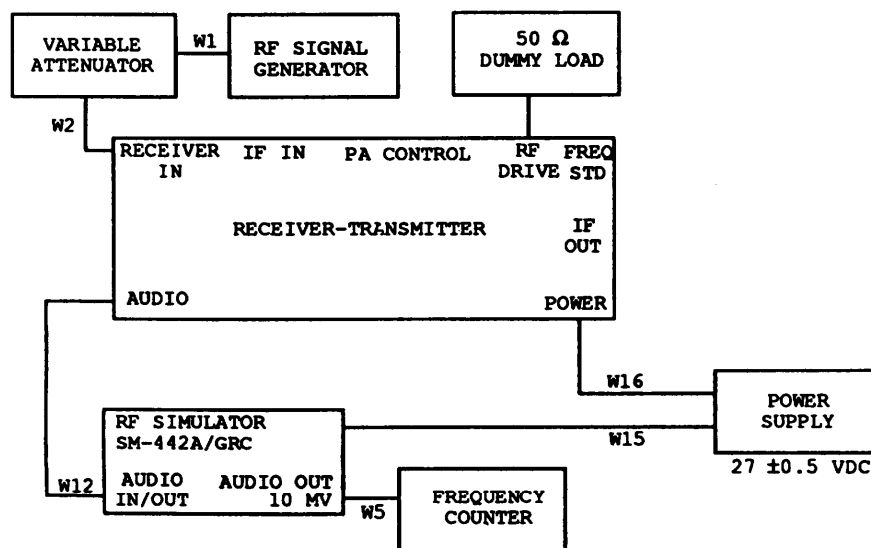 VARIABLE
ATTENUATOR
W1
RF SIGNAL
GENERATOR
50 Ω
DUMMY LOAD
W2
RECEIVER
IN
IF IN
PA CONTROL
RF
DRIVE
FREQ
STD
RECEIVER-TRANSMITTER
IF
OUT
AUDIO
POWER
W16
POWER
SUPPLY
W15
27 ±0.5 VDC
RF SIMULATOR
SM-442A/GRC
W12
AUDIO
IN/OUT
AUDIO OUT
10 MV
W5
FREQUENCY
COUNTER